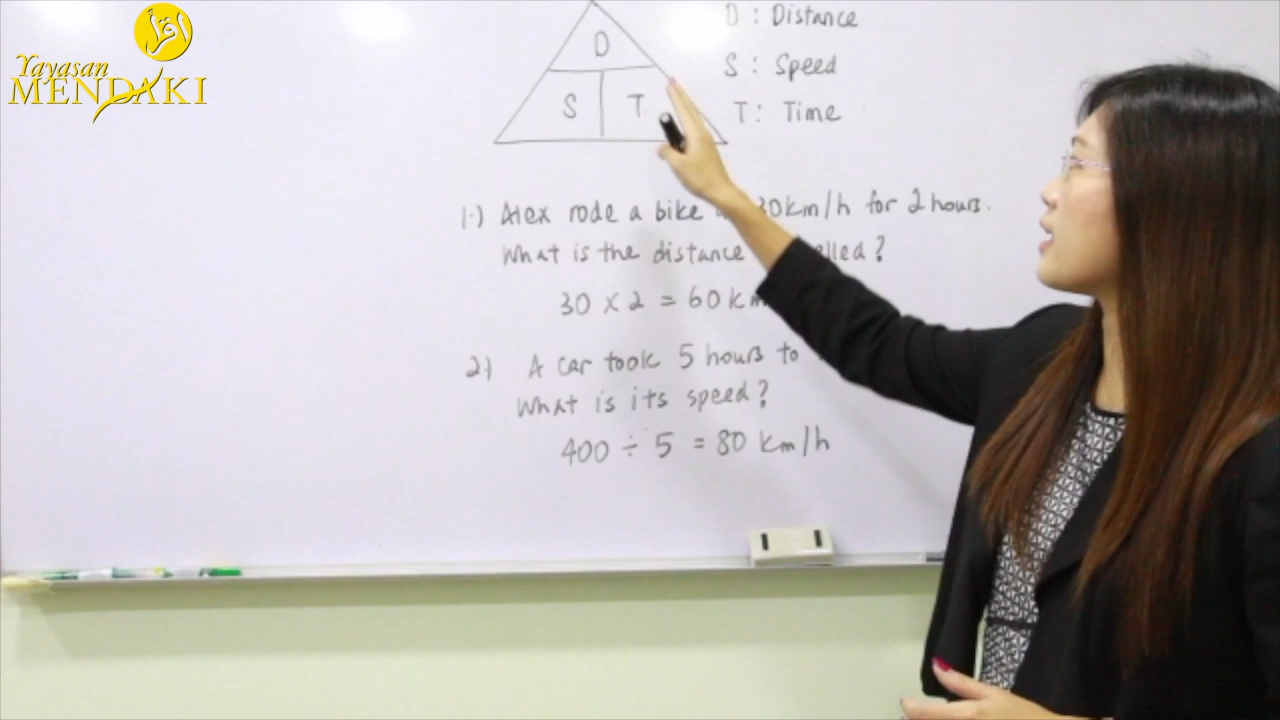 Yayasan
MENDAKI
D
S T
D : Distance
S : Speed
T : Time
1.) Alex rode a bike 30km/h for 2 hours.
What is the distance ?
30 x 2 = 60 km
2.) A car took 5 hours to
What is its speed?
400 ÷ 5 = 80 km/h